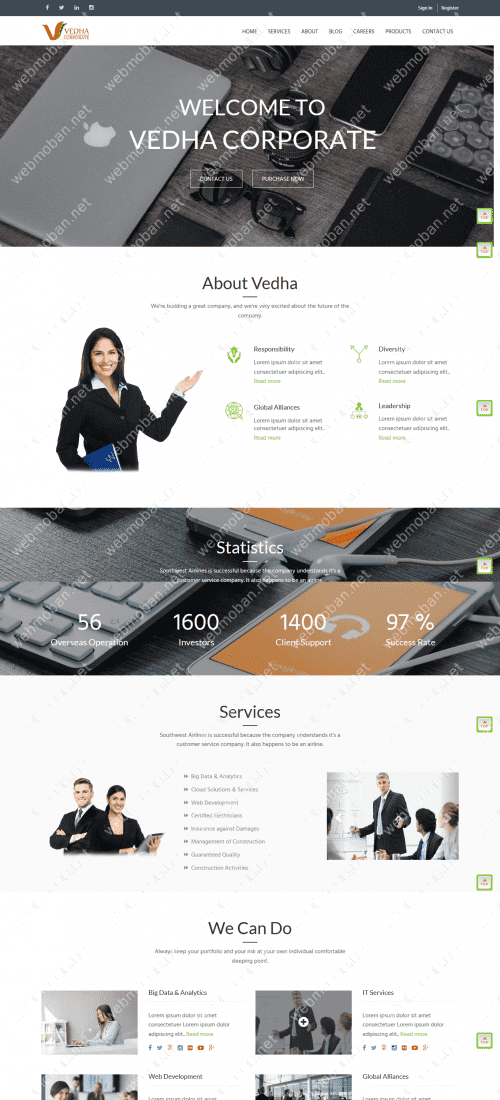 Sign In Register
VEDHA
CORPORATE
HOME SERVICES ABOUT BLOG CAREERS PRODUCTS CONTACT US
WELCOME TO
VEDHA CORPORATE
CONTACT US PURCHASE NOW
TOP
TOP
About Vedha
We're building a great company, and we're very excited about the future of the
company.
Responsibility
Lorem ipsum dolor sit amet
consectetuer adipiscing elit..
Read more
Diversity
Lorem ipsum dolor sit amet
consectetuer adipiscing elit..
Read more
Global Alliances
Lorem ipsum dolor sit amet
consectetuer adipiscing elit..
Read more
Leadership
Lorem ipsum dolor sit amet
consectetuer adipiscing elit..
Read more
TOP
Statistics
Southwest Airlines is successful because the company understands it's a
customer service company. It also happens to be an airline.
TOP
56 1600 1400 97 %
Overseas Operation Investors Client Support Success Rate
Services
TOP
Southwest Airlines is successful because the company understands it's a
customer service company. It also happens to be an airline.
Big Data & Analytics
Cloud Solutions & Services
Web Development
Certified Electricians
Insurance against Damages
Management of Construction
Guaranteed Quality
Construction Activities
TOP
We Can Do
Always keep your portfolio and your risk at your own individual comfortable
sleeping point.
Big Data & Analytics
Lorem ipsum dolor sit amet
consectetuer Lorem ipsum dolor
sit amet consectetuer adipiscing
elit.. Read more
IT Services
Lorem ipsum dolor sit amet
consectetuer Lorem ipsum dolor
sit amet consectetuer adipiscing
elit.. Read more
TOP
Web Development
Global Alliances
webmoban.net